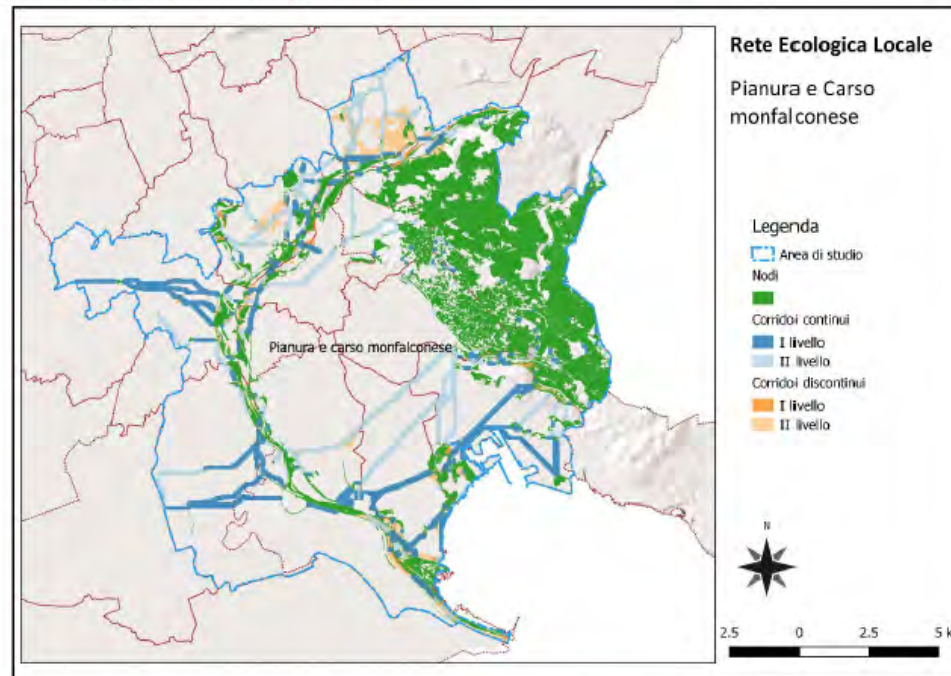 Rete Ecologica Locale
Pianura e Carso
monfalconese
Legenda
Area di studio
Nodi
Corridoi continui
I livello
II livello
Corridoi discontinui
I livello
II livello
Pianura e carso monfalconese
N
2.5 0 2.5 5 k